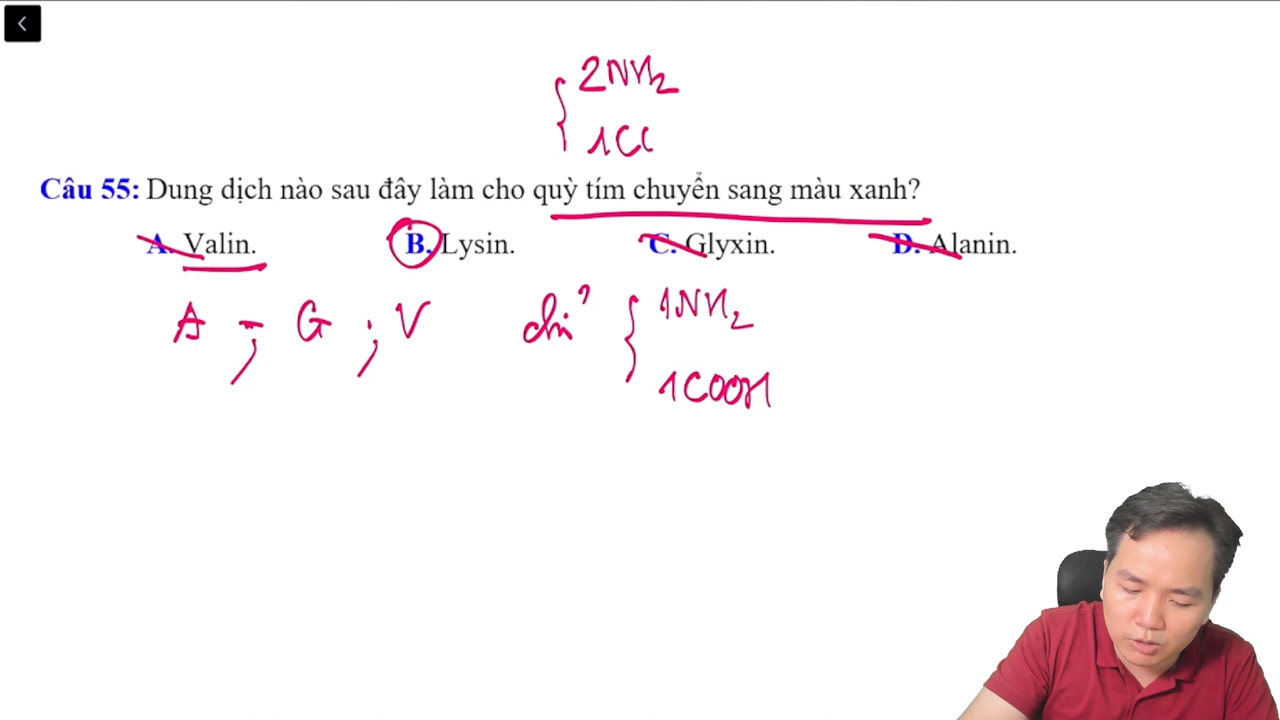 2NH2
1CC
Câu 55: Dung dịch nào sau đây làm cho quỳ tím chuyển sang màu xanh?
A. Valin. B. Lysin. C. Glyxin. D. Alanin.
A ; G ; V chỉ 1NH2
1COOH